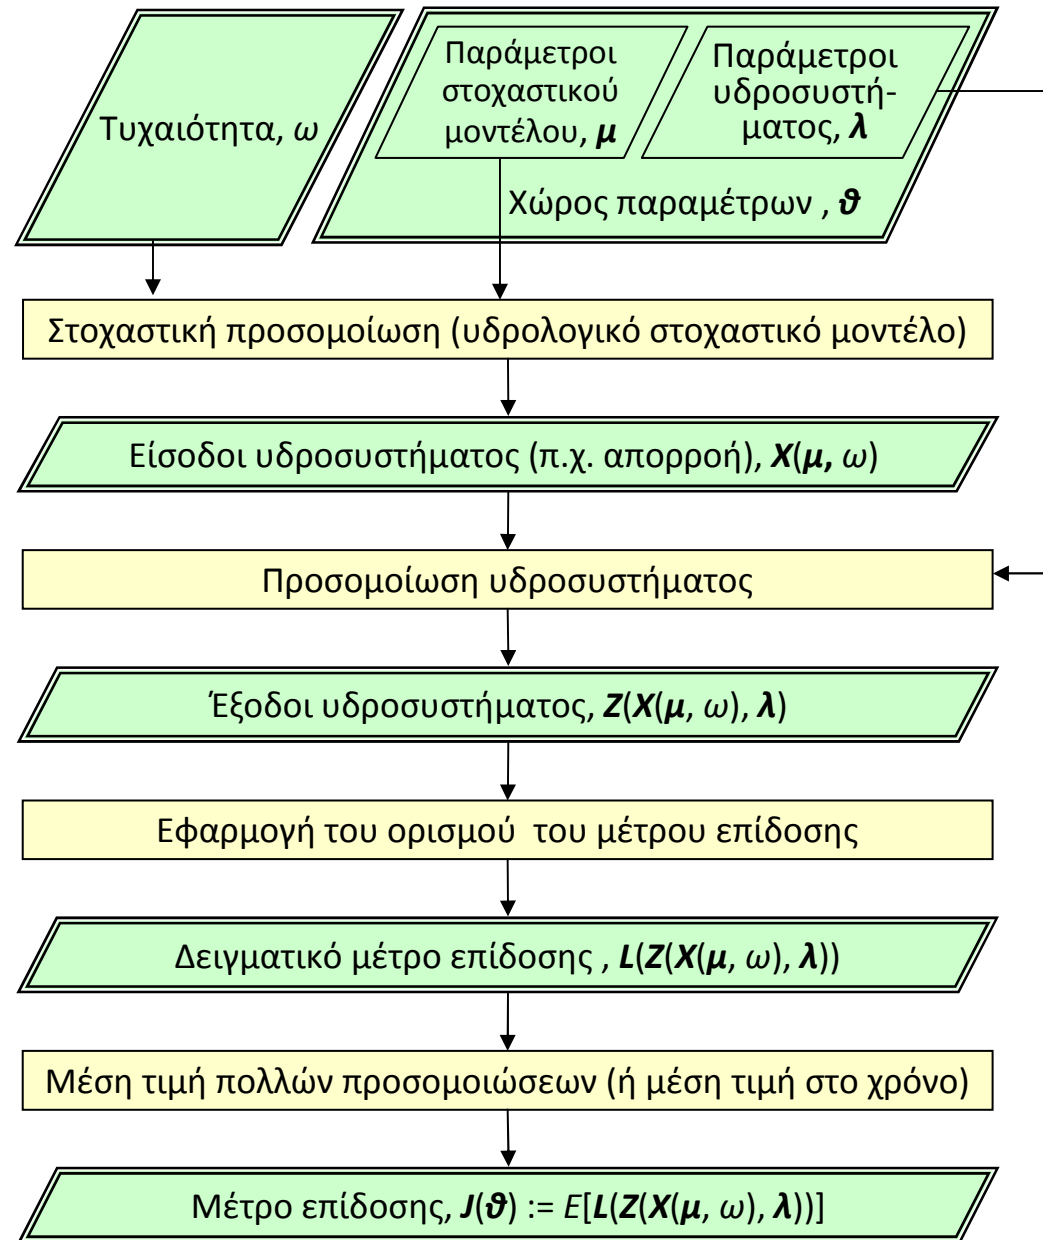 Τυχαιότητα, ω
Παράμετροι
στοχαστικού
μοντέλου, μ
Παράμετροι
υδροσυστή-
ματος, λ
Χώρος παραμέτρων , θ
Στοχαστική προσομοίωση (υδρολογικό στοχαστικό μοντέλο)
Είσοδοι υδροσυστήματος (π.χ. απορροή), X(μ, ω)
Προσομοίωση υδροσυστήματος
Έξοδοι υδροσυστήματος, Z(X(μ, ω), λ)
Εφαρμογή του ορισμού του μέτρου επίδοσης
Δειγματικό μέτρο επίδοσης , L(Z(X(μ, ω), λ))
Μέση τιμή πολλών προσομοιώσεων (ή μέση τιμή στο χρόνο)
Μέτρο επίδοσης, J(θ) := E[L(Z(X(μ, ω), λ))]